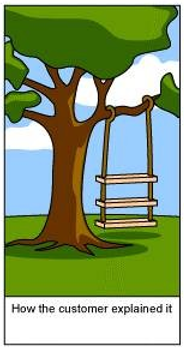 How the customer explained it